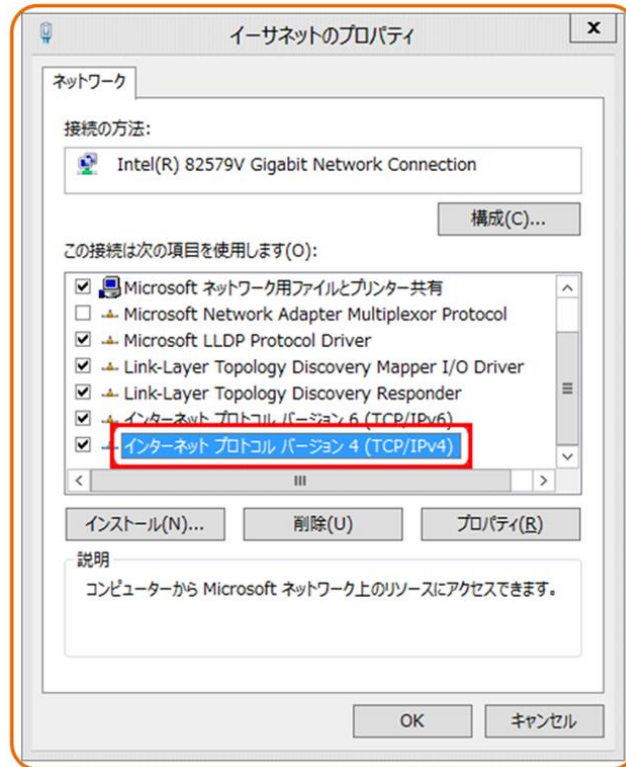 イーサネットのプロパティ
x
ネットワーク
接続の方法:
Intel(R) 82579V Gigabit Network Connection
構成(C)...
この接続は次の項目を使用します(O):
Microsoft ネットワーク用ファイルとプリンター共有
Microsoft Network Adapter Multiplexor Protocol
Microsoft LLDP Protocol Driver
Link-Layer Topology Discovery Mapper I/O Driver
Link-Layer Topology Discovery Responder
インターネット プロトコル バージョン 6 (TCP/IPv6)
インターネット プロトコル バージョン 4 (TCP/IPv4)
インストール(N)... 削除(U) プロパティ(R)
説明
コンピューターから Microsoft ネットワーク上のリソースにアクセスできます。
OK キャンセル